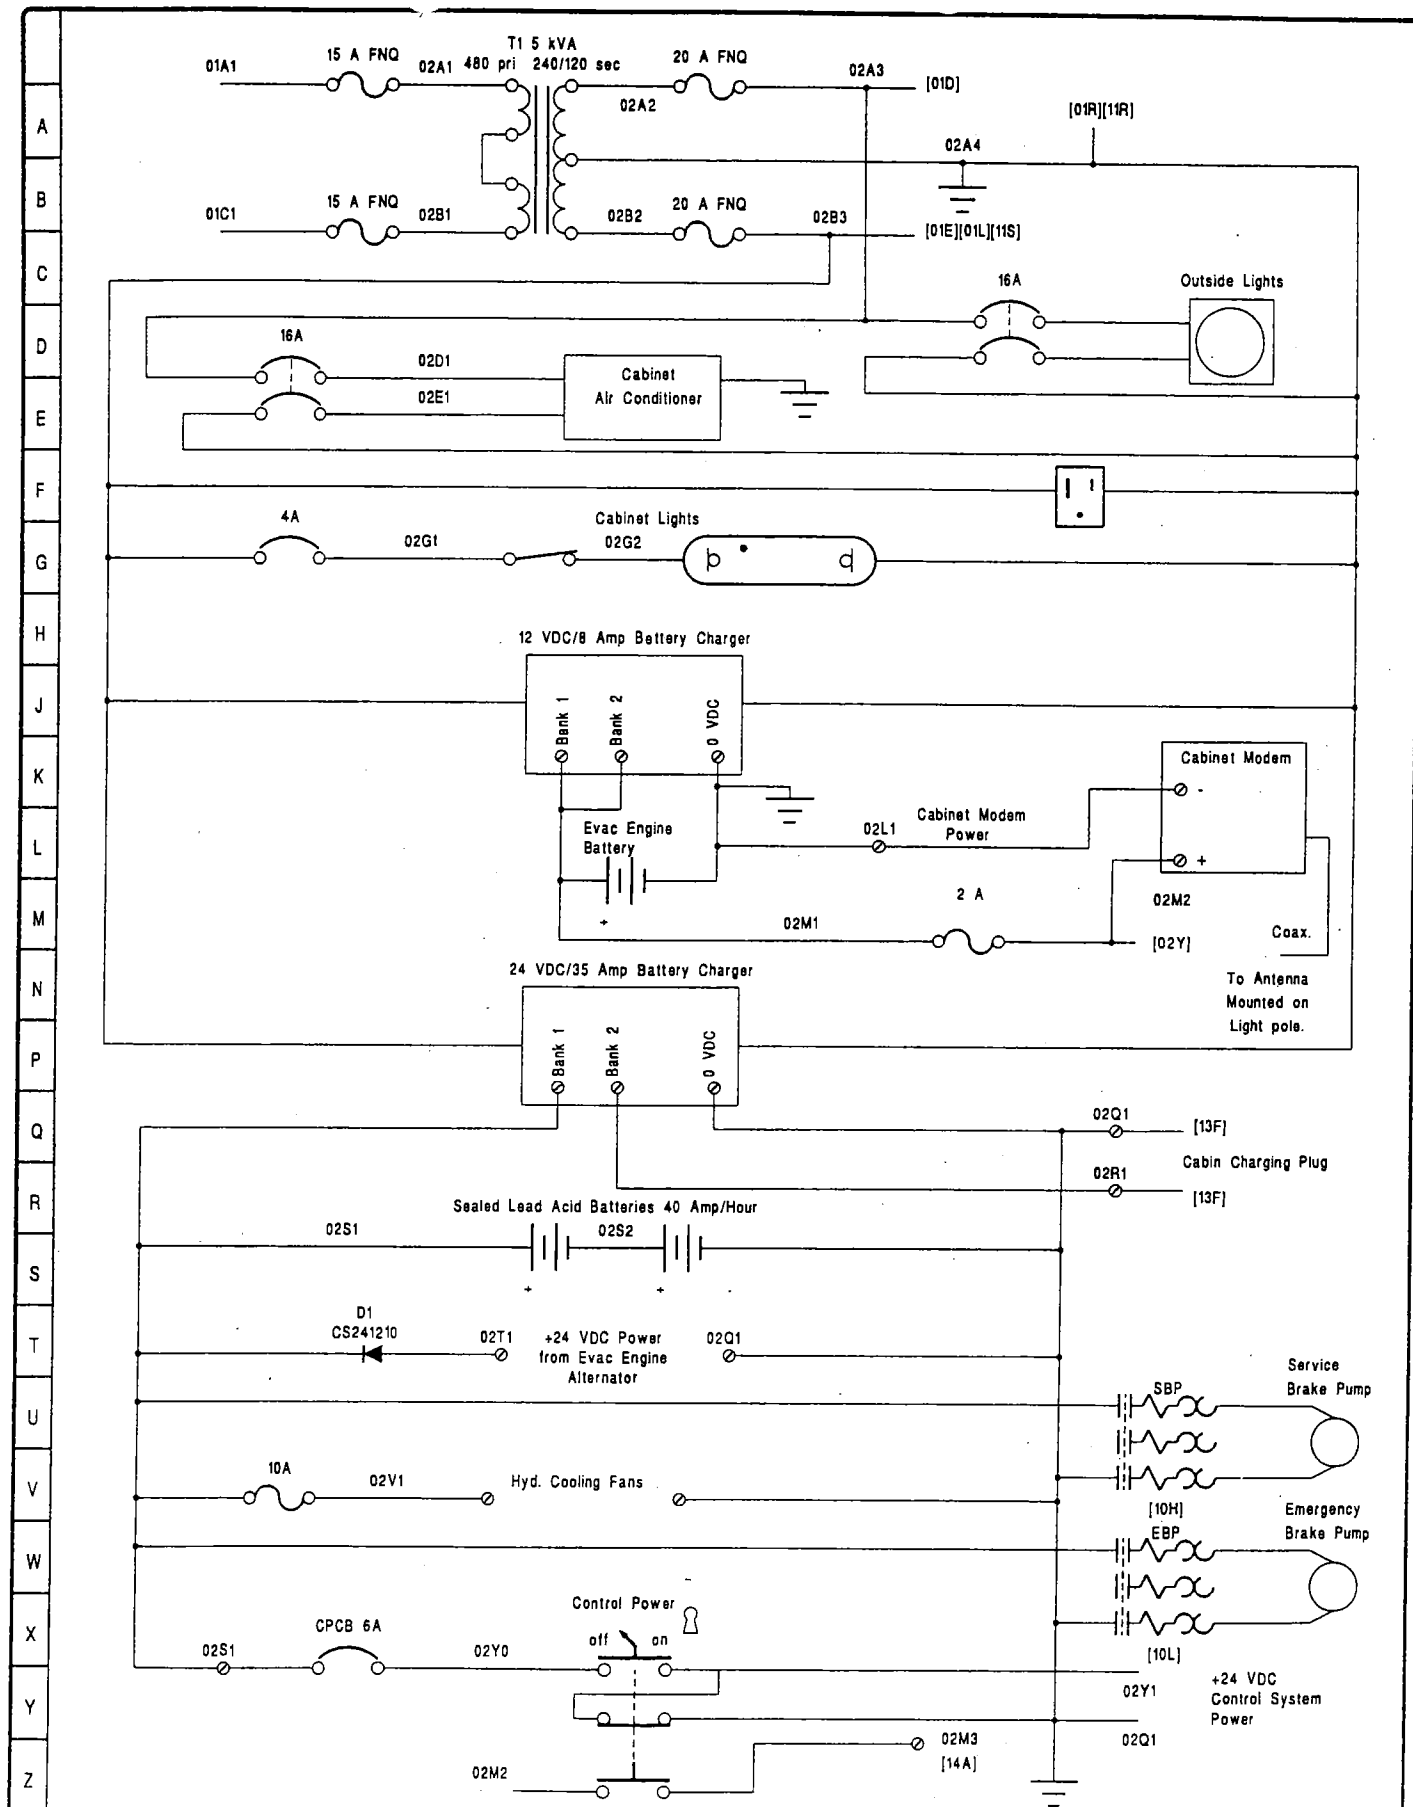 T1 5 kVA
15 A FNQ
20 A FNQ
01A1
02A1
480 pri
240/120 sec
02A3
[01D]
02A2
[01R][11R]
A
02A4
B
15 A FNQ
20 A FNQ
01C1
02B1
02B2
02B3
[01E][01L][11S]
C
16A
Outside Lights
D
16A
02D1
Cabinet
Air Conditioner
02E1
E
F
4A
Cabinet Lights
02G1
02G2
G
H
12 VDC/8 Amp Bettery Charger
J
Bank 1
Bank 2
0 VDC
K
Cabinet Modem
-
Evac Engine
Battery
02L1
Cabinet Modem
Power
L
+
2 A
02M2
M
+
02M1
[02Y]
Coax.
24 VDC/35 Amp Battery Charger
N
To Antenna
Mounted on
Light pole.
Bank 1
Bank 2
0 VDC
P
02Q1
[13F]
Q
Cabin Charging Plug
02R1
[13F]
R
Sealed Lead Acid Batteries 40 Amp/Hour
02S1
02S2
S
+
+
D1
CS241210
02T1
+24 VDC Power
from Evac Engine
Alternator
02Q1
T
Service
Brake Pump
SBP
U
10A
02V1
Hyd. Cooling Fans
V
[10H]
Emergency
Brake Pump
EBP
W
Control Power
X
CPCB 6A
off
on
02S1
02Y0
[10L]
+24 VDC
Control System
Power
02Y1
Y
02M3
02Q1
[14A]
Z
02M2